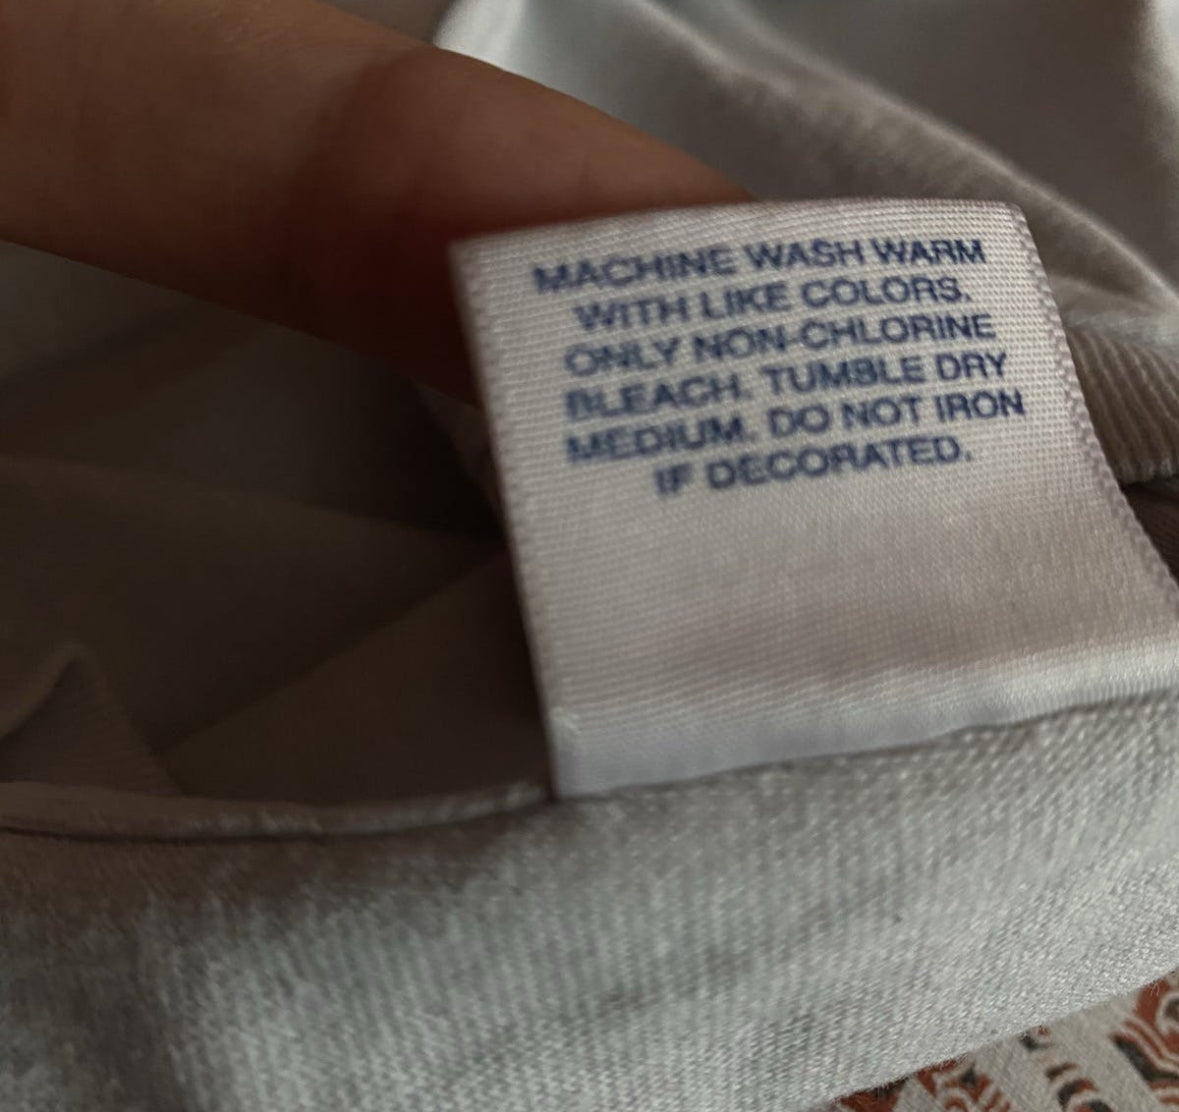 MACHINE WASH WARM
WITH LIKE COLORS.
ONLY NON-CHLORINE
BLEACH. TUMBLE DRY
MEDIUM. DO NOT IRON
IF DECORATED.